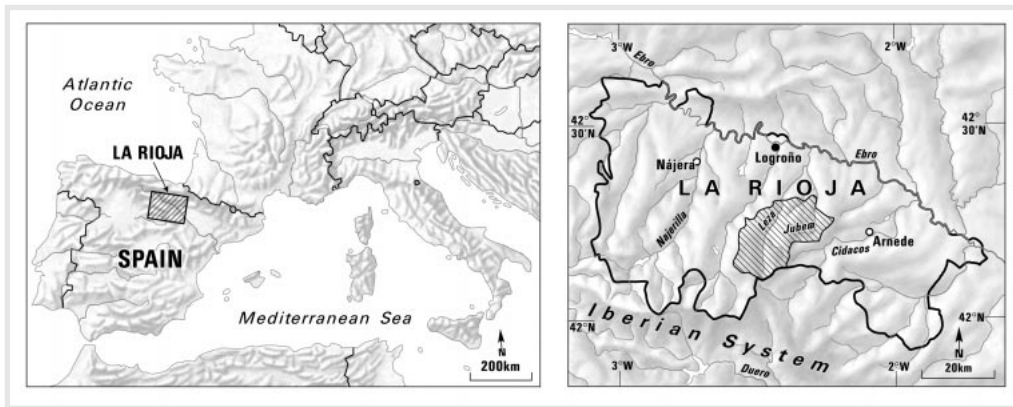 Atlantic
Ocean
LA RIOJA
SPAIN
Mediterranean Sea
N
200km
3°W
2°W
Ebro
42°
30'N
42°
30'N
Logroño
Ebro
Nájera
LA RIOJA
Leza
Jubem
Najerilla
Arnede
Cidacos
42°N
42°N
Iberian System
Duero
N
3°W
2°W
20km